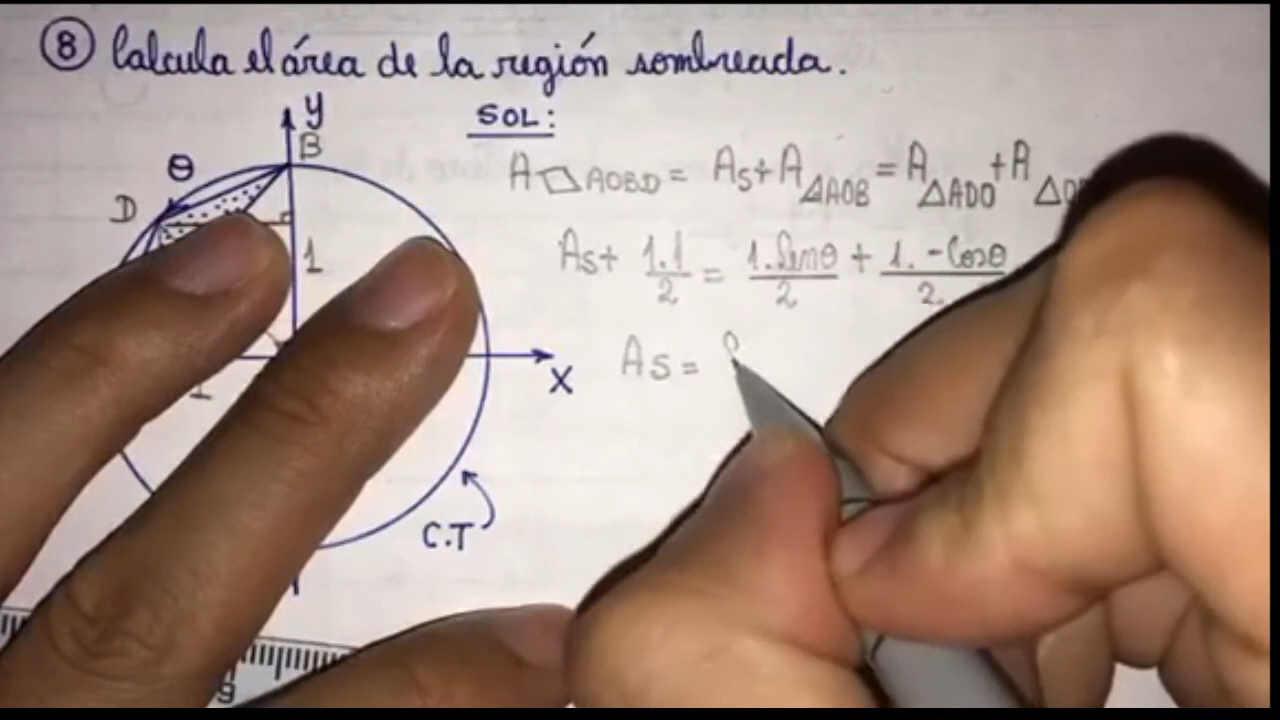 8 Calcula el área de la región sombreada.
SOL:
A▱AOBD = As + A△AOB = A△ADO + A△O
As + 1.1/2 = 1.Senθ/2 + 1.-Cosθ/2
As =
y
B
θ
D
1
X
1
C.T